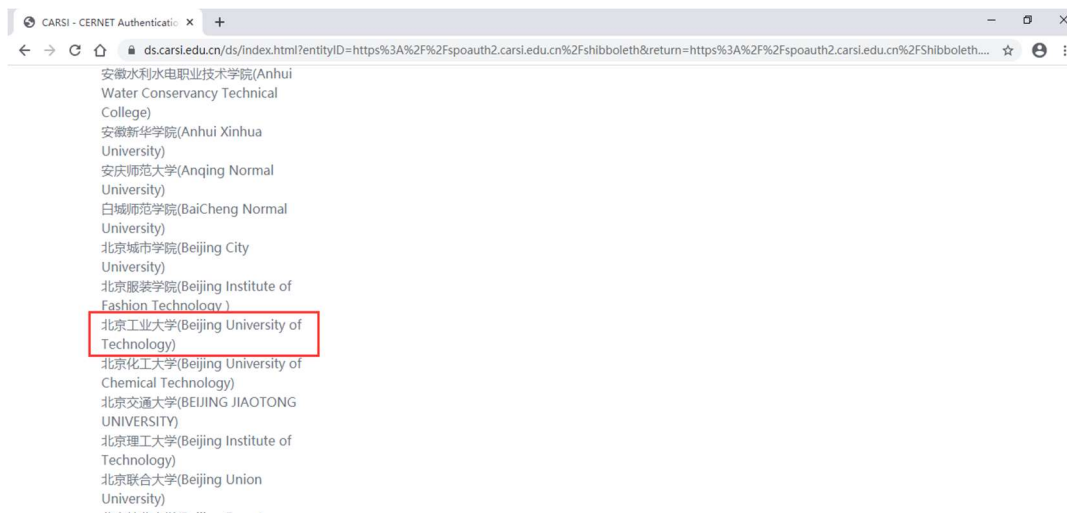 CARSI - CERNET Authenticatio
ds.carsi.edu.cn/ds/index.html?entityID=https%3A%2F%2Fspoauth2.carsi.edu.cn%2Fshibboleth&return=https%3A%2F%2Fspoauth2.carsi.edu.cn%2FShibboleth....
安徽水利水电职业技术学院(Anhui
Water Conservancy Technical
College)
安徽新华学院(Anhui Xinhua
University)
安庆师范大学(Anqing Normal
University)
白城师范学院(BaiCheng Normal
University)
北京城市学院(Beijing City
University)
北京服装学院(Beijing Institute of
Fashion Technology )
北京工业大学(Beijing University of
Technology)
北京化工大学(Beijing University of
Chemical Technology)
北京交通大学(BEIJING JIAOTONG
UNIVERSITY)
北京理工大学(Beijing Institute of
Technology)
北京联合大学(Beijing Union
University)